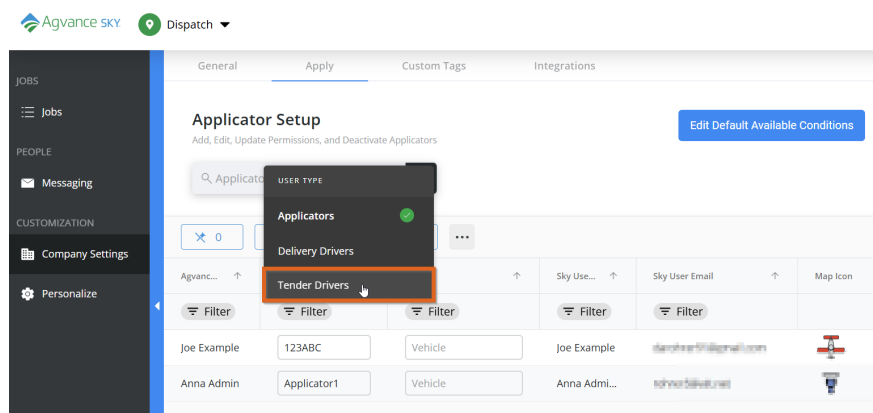 Agvance SKY Dispatch
General Apply Custom Tags Integrations
JOBS
Jobs
Applicator Setup
Edit Default Available Conditions
Add, Edit, Update Permissions, and Deactivate Applicators
PEOPLE
Messaging
Applicato
USER TYPE
Applicators
CUSTOMIZATION
0
...
Company Settings
Delivery Drivers
Agvanc... Sky Use... Sky User Email Map Icon
Tender Drivers
Personalize
Filter Filter Filter Filter Filter
Joe Example 123ABC Vehicle Joe Example
Anna Admin Applicator1 Vehicle Anna Admi...